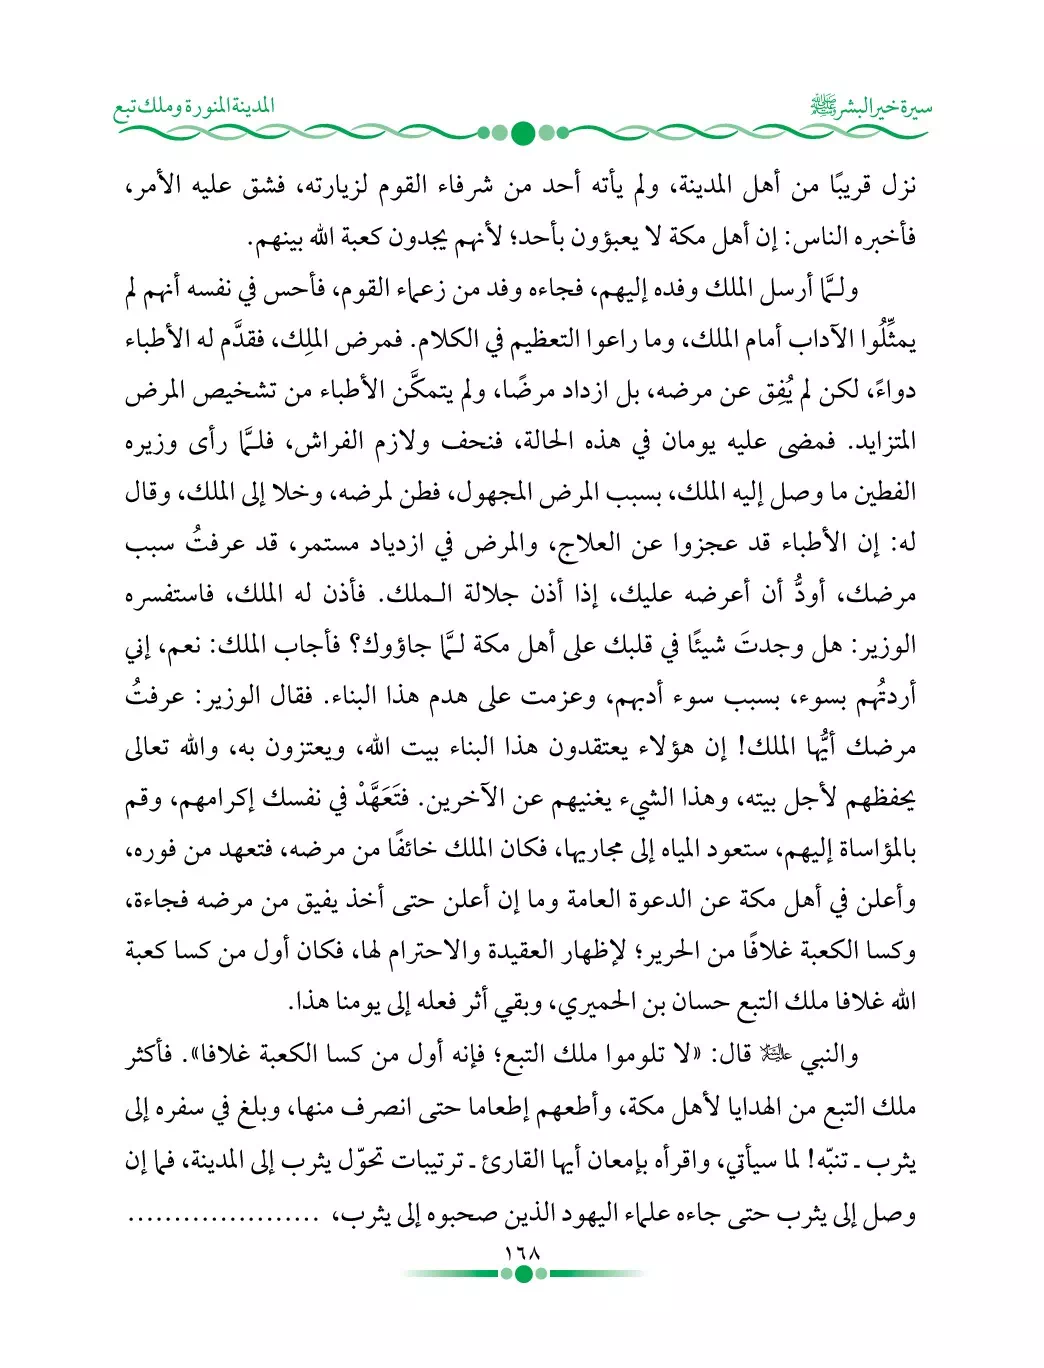 سيرة خير البشر ﷺ
المدينة المنورة وملك تبع
نزل قريبًا من أهل المدينة، ولم يأته أحد من شرفاء القوم لزيارته، فشق عليه الأمر،
فأخبره الناس: إن أهل مكة لا يعبؤون بأحد؛ لأنهم يجدون كعبة الله بينهم.
ولـمَّا أرسل الملك وفده إليهم، فجاءه وفد من زعماء القوم، فأحس في نفسه أنهم لم
يمثِّلُوا الآداب أمام الملك، وما راعوا التعظيم في الكلام. فمرض الملِك، فقدَّم له الأطباء
دواءً، لكن لم يُفِق عن مرضه، بل ازداد مرضًا، ولم يتمكَّن الأطباء من تشخيص المرض
المتزايد. فمضى عليه يومان في هذه الحالة، فنحف ولازم الفراش، فلـمَّا رأى وزيره
الفطين ما وصل إليه الملك، بسبب المرض المجهول، فطن لمرضه، وخلا إلى الملك، وقال
له: إن الأطباء قد عجزوا عن العلاج، والمرض في ازدياد مستمر، قد عرفتُ سبب
مرضك، أودُّ أن أعرضه عليك، إذا أذن جلالة الـملك. فأذن له الملك، فاستفسره
الوزير: هل وجدتَ شيئًا في قلبك على أهل مكة لـمَّا جاؤوك؟ فأجاب الملك: نعم، إني
أردتُهم بسوء، بسبب سوء أدبهم، وعزمت على هدم هذا البناء. فقال الوزير: عرفتُ
مرضك أيُّها الملك! إن هؤلاء يعتقدون هذا البناء بيت الله، ويعتزون به، والله تعالى
يحفظهم لأجل بيته، وهذا الشيء يغنيهم عن الآخرين. فتَعَهَّدْ في نفسك إكرامهم، وقم
بالمؤاساة إليهم، ستعود المياه إلى مجاريها، فكان الملك خائفًا من مرضه، فتعهد من فوره،
وأعلن في أهل مكة عن الدعوة العامة وما إن أعلن حتى أخذ يفيق من مرضه فجاءة،
وكسا الكعبة غلافًا من الحرير؛ لإظهار العقيدة والاحترام لها، فكان أول من كسا كعبة
الله غلافا ملك التبع حسان بن الحميري، وبقي أثر فعله إلى يومنا هذا.
والنبي ﷺ قال: «لا تلوموا ملك التبع؛ فإنه أول من كسا الكعبة غلافا». فأكثر
ملك التبع من الهدايا لأهل مكة، وأطعهم إطعاما حتى انصرف منها، وبلغ في سفره إلى
يثرب ـ تنبّه! لما سيأتي، واقرأه بإمعان أيها القارئ ـ ترتيبات تحوّل يثرب إلى المدينة، فما إن
وصل إلى يثرب حتى جاءه علماء اليهود الذين صحبوه إلى يثرب، .....................
١٦٨